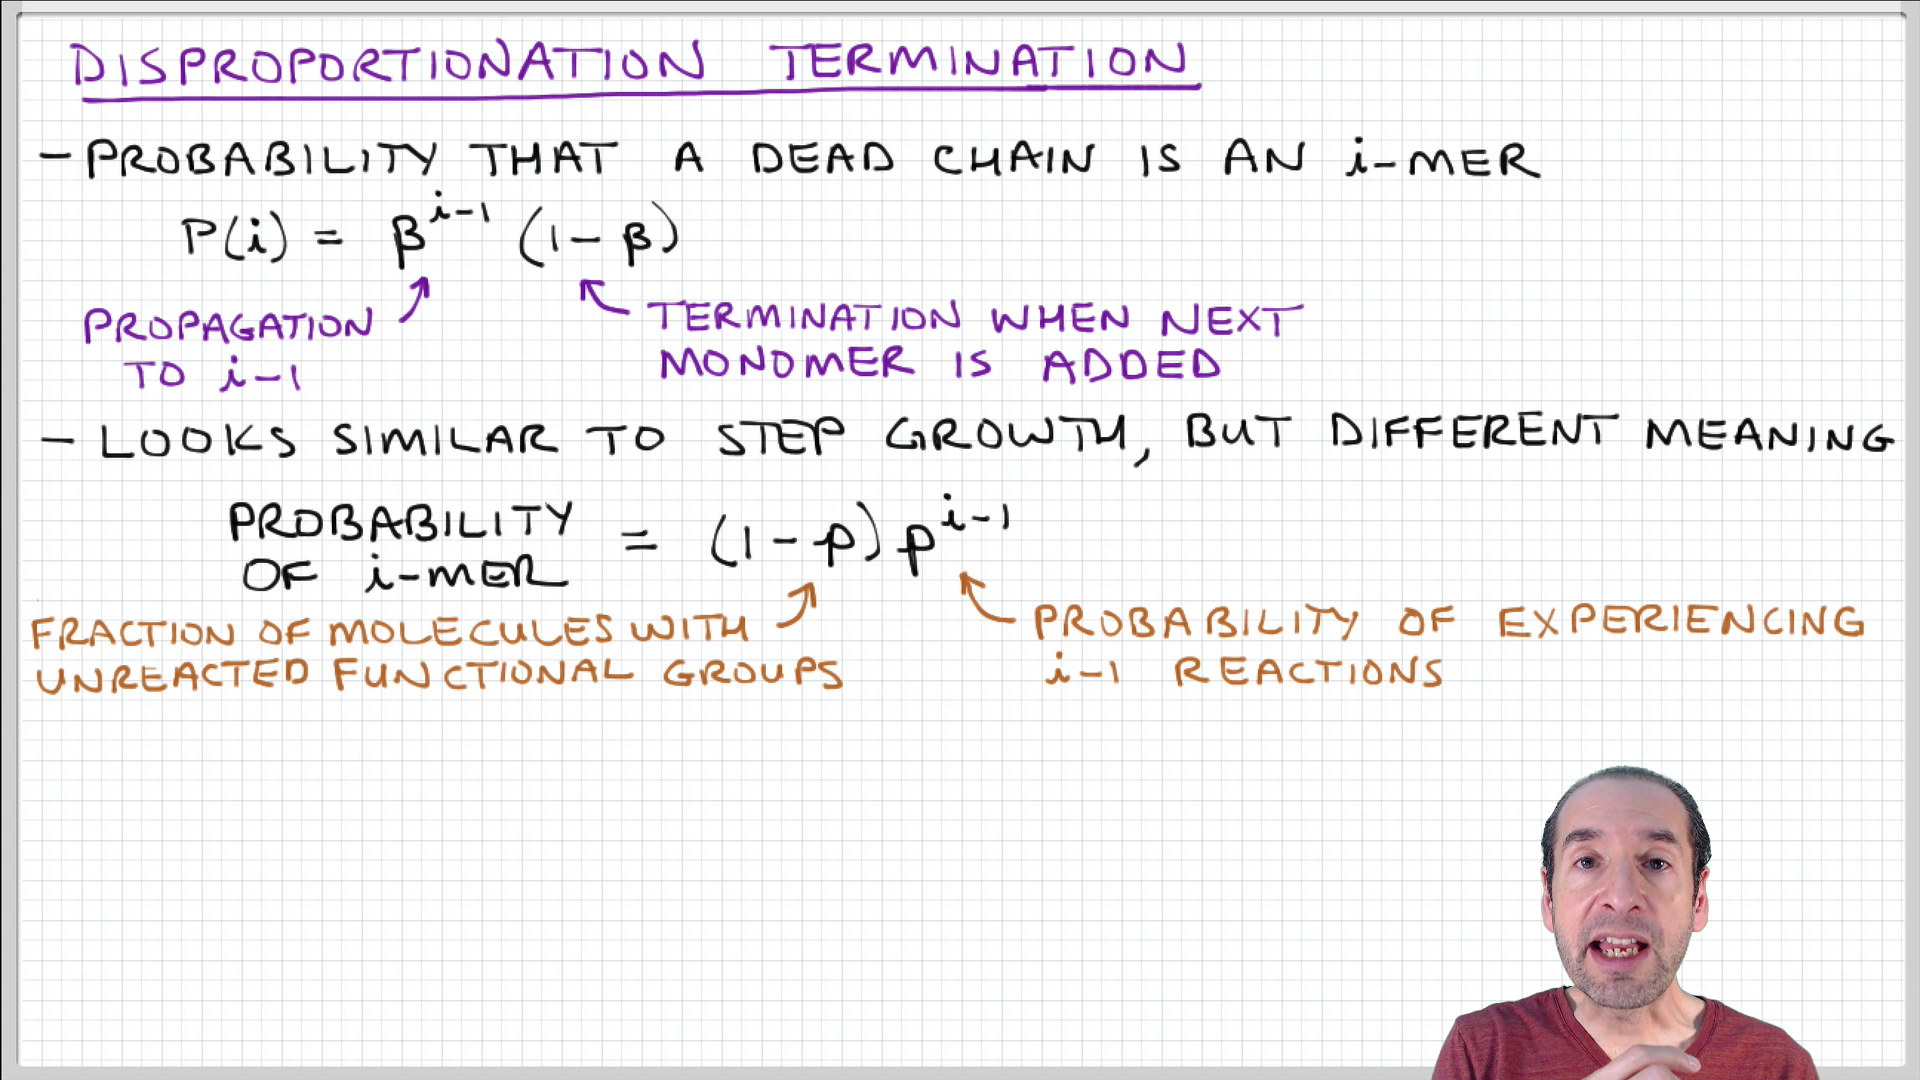 DISPROPORTIONATION TERMINATION
- PROBABILITY THAT A DEAD CHAIN IS AN i-MER
P(i) = β^{i-1} (1-β)
PROPAGATION
TO i-1
TERMINATION WHEN NEXT
MONOMER IS ADDED
- LOOKS SIMILAR TO STEP GROWTH, BUT DIFFERENT MEANING
PROBABILITY
OF i-MER
= (1-p) p^{i-1}
FRACTION OF MOLECULES WITH
UNREACTED FUNCTIONAL GROUPS
PROBABILITY OF EXPERIENCING
i-1 REACTIONS